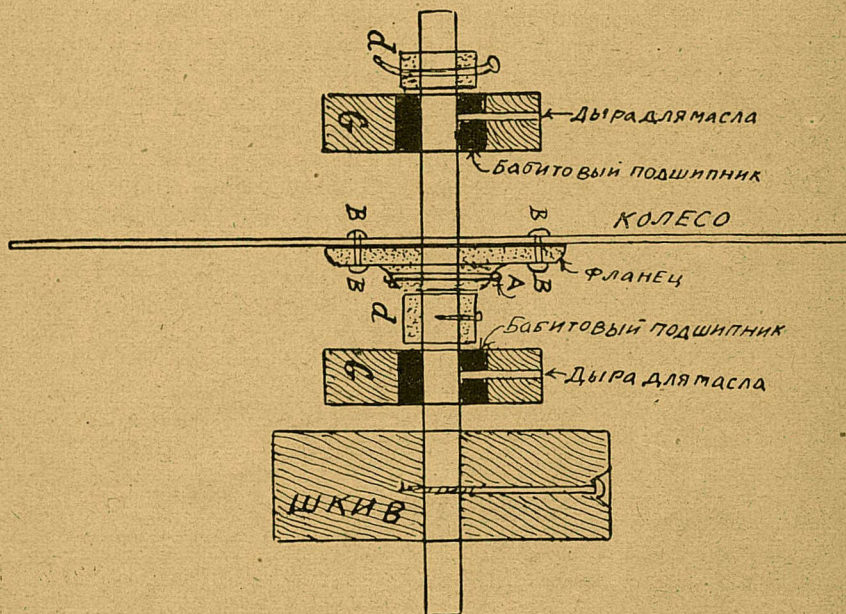 d
G
Дыра для масла
Бабитовый подшипник
В В
КОЛЕСО
В А В
Фланец
d
Бабитовый подшипник
G
Дыра для масла
ШКИВ